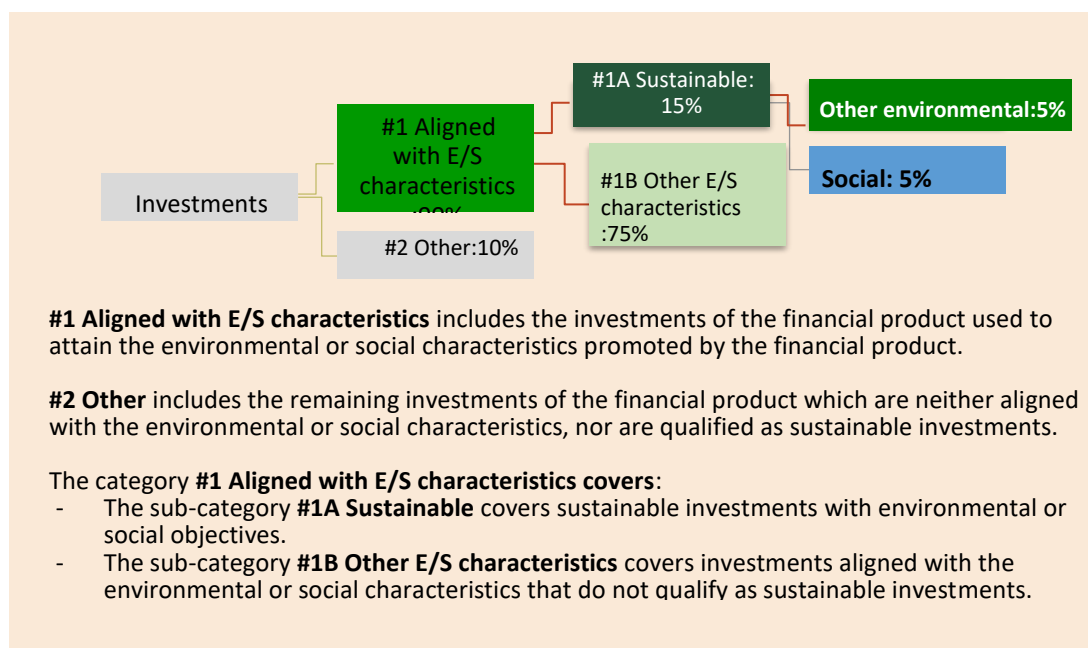 #1A Sustainable:
15%
Other environmental:5%
#1 Aligned
with E/S
characteristics
#1B Other E/S
characteristics
:75%
Social: 5%
Investments
#2 Other:10%
#1 Aligned with E/S characteristics includes the investments of the financial product used to
attain the environmental or social characteristics promoted by the financial product.
#2 Other includes the remaining investments of the financial product which are neither aligned
with the environmental or social characteristics, nor are qualified as sustainable investments.
The category #1 Aligned with E/S characteristics covers:
- The sub-category #1A Sustainable covers sustainable investments with environmental or
social objectives.
- The sub-category #1B Other E/S characteristics covers investments aligned with the
environmental or social characteristics that do not qualify as sustainable investments.